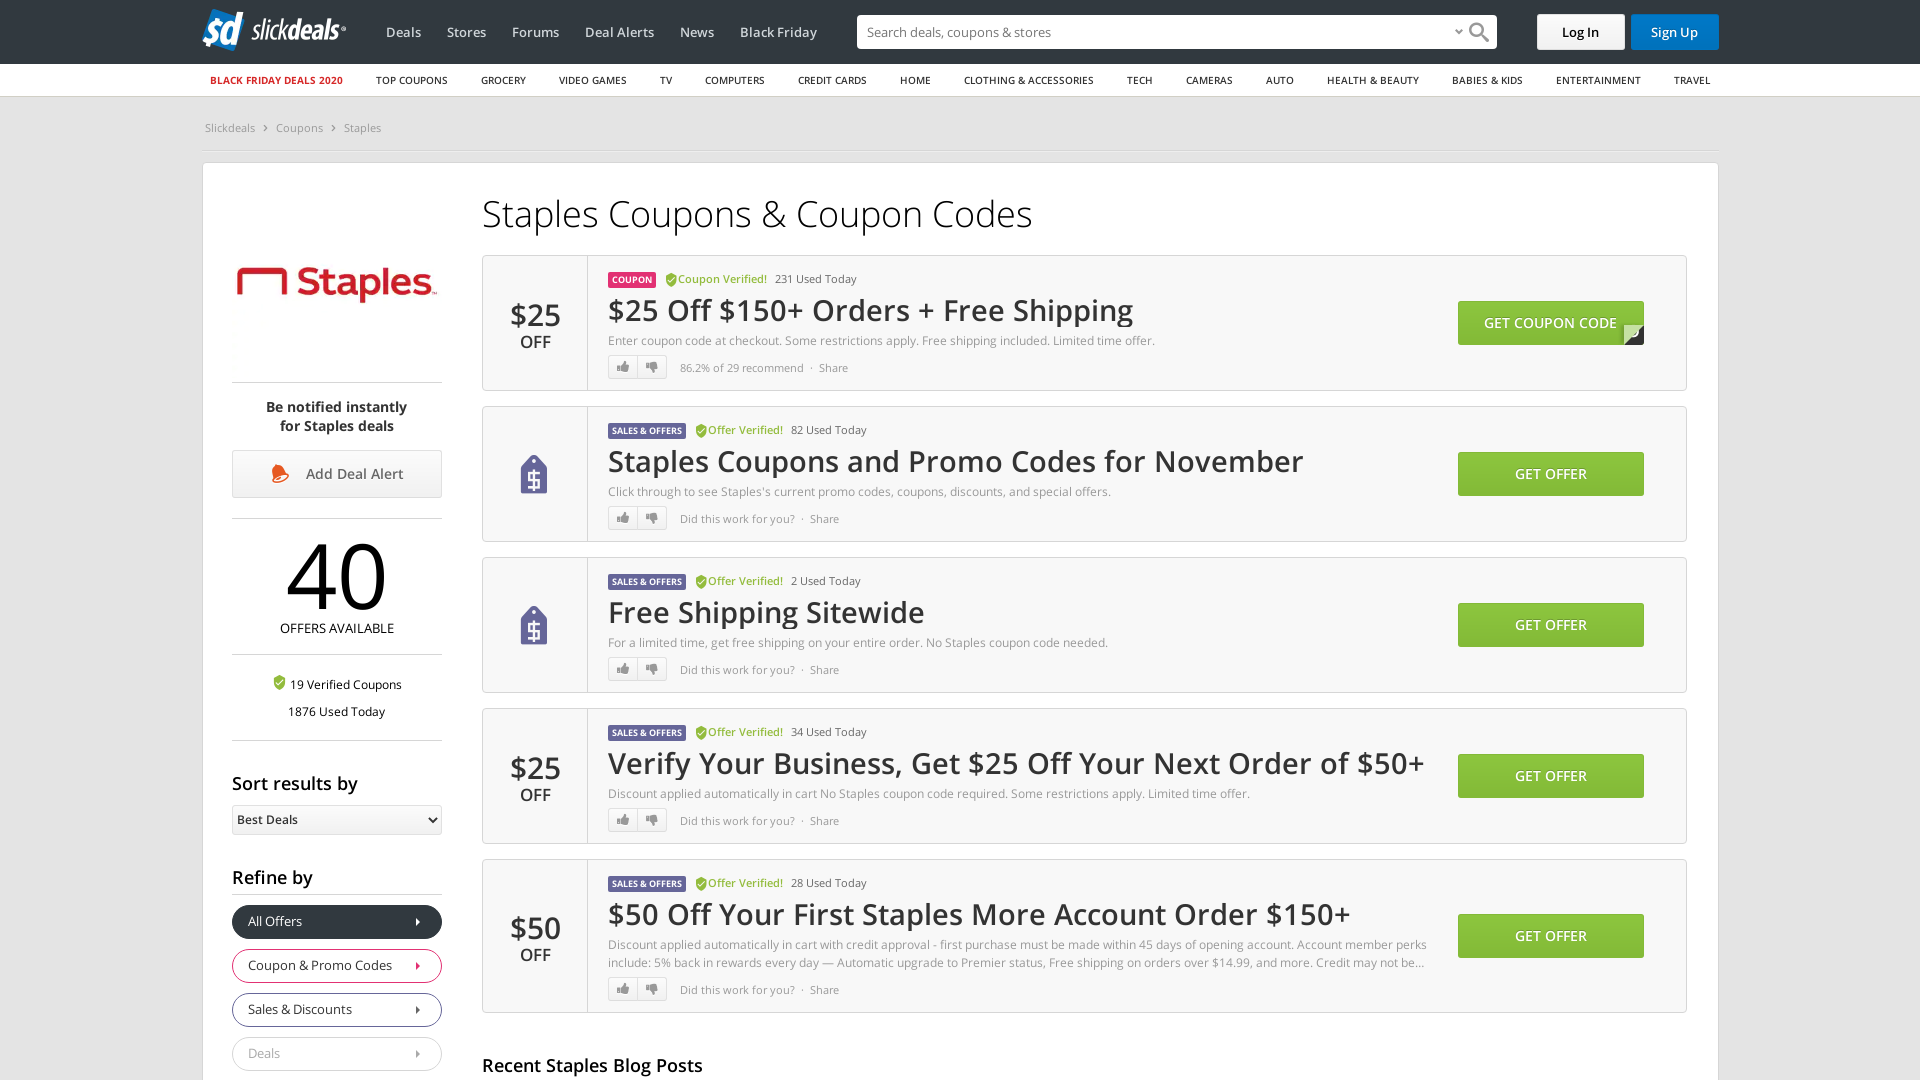 sd slickdeals
Deals Stores Forums Deal Alerts News Black Friday Search deals, coupons & stores Log In Sign Up
BLACK FRIDAY DEALS 2020 TOP COUPONS GROCERY VIDEO GAMES TV COMPUTERS CREDIT CARDS HOME CLOTHING & ACCESSORIES TECH CAMERAS AUTO HEALTH & BEAUTY BABIES & KIDS ENTERTAINMENT TRAVEL
Slickdeals > Coupons > Staples
Staples
Be notified instantly
for Staples deals
Add Deal Alert
40
OFFERS AVAILABLE
19 Verified Coupons
1876 Used Today
Sort results by
Best Deals
Refine by
All Offers
Coupon & Promo Codes
Sales & Discounts
Deals
Staples Coupons & Coupon Codes
$25
OFF
COUPON Coupon Verified! 231 Used Today
$25 Off $150+ Orders + Free Shipping
Enter coupon code at checkout. Some restrictions apply. Free shipping included. Limited time offer.
86.2% of 29 recommend · Share
GET COUPON CODE
SALES & OFFERS Offer Verified! 82 Used Today
Staples Coupons and Promo Codes for November
Click through to see Staples's current promo codes, coupons, discounts, and special offers.
Did this work for you? · Share
GET OFFER
SALES & OFFERS Offer Verified! 2 Used Today
Free Shipping Sitewide
For a limited time, get free shipping on your entire order. No Staples coupon code needed.
Did this work for you? · Share
GET OFFER
$25
OFF
SALES & OFFERS Offer Verified! 34 Used Today
Verify Your Business, Get $25 Off Your Next Order of $50+
Discount applied automatically in cart No Staples coupon code required. Some restrictions apply. Limited time offer.
Did this work for you? · Share
GET OFFER
$50
OFF
SALES & OFFERS Offer Verified! 28 Used Today
$50 Off Your First Staples More Account Order $150+
Discount applied automatically in cart with credit approval - first purchase must be made within 45 days of opening account. Account member perks
include: 5% back in rewards every day — Automatic upgrade to Premier status, Free shipping on orders over $14.99, and more. Credit may not be...
Did this work for you? · Share
GET OFFER
Recent Staples Blog Posts